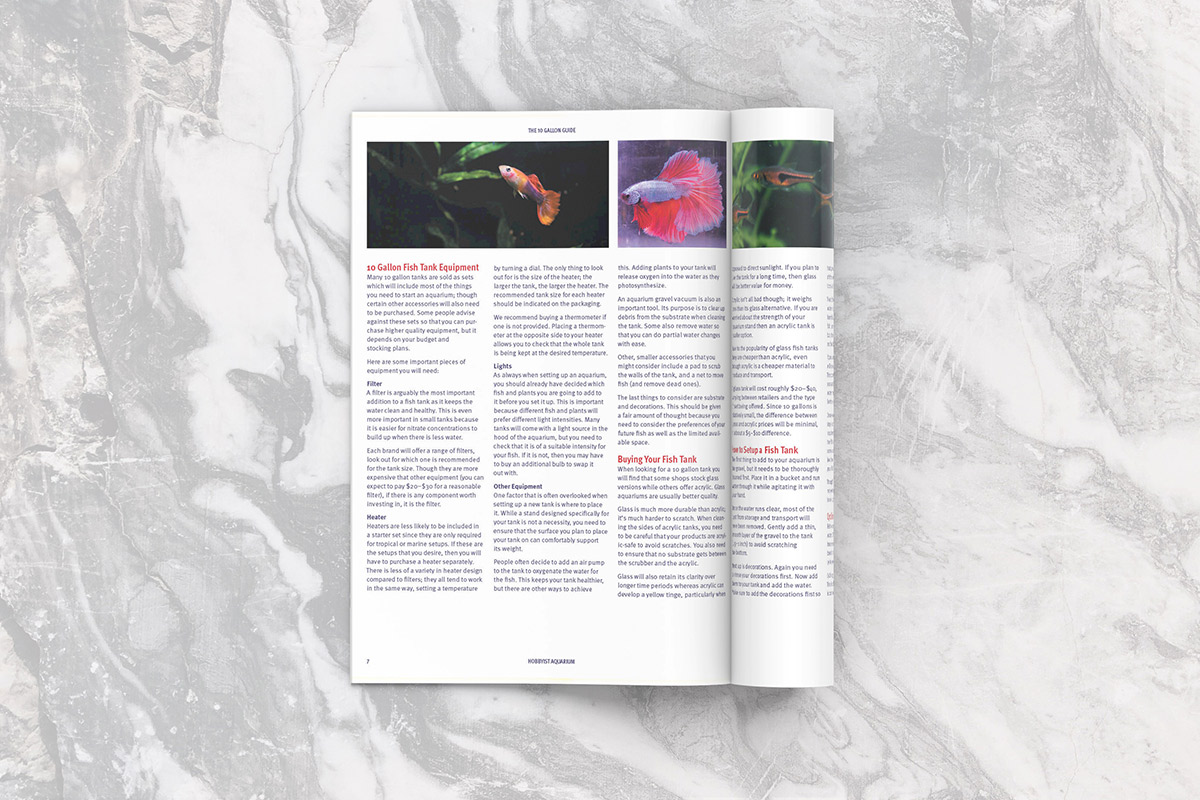 THE 10 GALLON GUIDE
10 Gallon Fish Tank Equipment
Many 10 gallon tanks are sold as sets
which will include most of the things
you need to start an aquarium; though
certain other accessories will also need
to be purchased. Some people advise
against these sets so that you can pur-
chase higher quality equipment, but it
depends on your budget and
stocking plans.
Here are some important pieces of
equipment you will need:
Filter
A filter is arguably the most important
addition to a fish tank as it keeps the
water clean and healthy. This is even
more important in small tanks because
it is easier for nitrate concentrations to
build up when there is less water.
Each brand will offer a range of filters,
look out for which one is recommended
for the tank size. Though they are more
expensive that other equipment (you can
expect to pay $20–$30 for a reasonable
filter), if there is any component worth
investing in, it is the filter.
Heater
Heaters are less likely to be included in
a starter set since they are only required
for tropical or marine setups. If these are
the setups that you desire, then you will
have to purchase a heater separately.
There is less of a variety in heater design
compared to filters; they all tend to work
in the same way, setting a temperature
by turning a dial. The only thing to look
out for is the size of the heater; the
larger the tank, the larger the heater. The
recommended tank size for each heater
should be indicated on the packaging.
We recommend buying a thermometer if
one is not provided. Placing a thermom-
eter at the opposite side to your heater
allows you to check that the whole tank
is being kept at the desired temperature.
Lights
As always when setting up an aquarium,
you should already have decided which
fish and plants you are going to add to
it before you set it up. This is important
because different fish and plants will
prefer different light intensities. Many
tanks will come with a light source in the
hood of the aquarium, but you need to
check that it is of a suitable intensity for
your fish. If it is not, then you may have
to buy an additional bulb to swap it
out with.
Other Equipment
One factor that is often overlooked when
setting up a new tank is where to place
it. While a stand designed specifically for
your tank is not a necessity, you need to
ensure that the surface you plan to place
your tank on can comfortably support
its weight.
People often decide to add an air pump
to the tank to oxygenate the water for
the fish. This keeps your tank healthier,
but there are other ways to achieve
this. Adding plants to your tank will
release oxygen into the water as they
photosynthesize.
An aquarium gravel vacuum is also an
important tool. Its purpose is to clear up
debris from the substrate when cleaning
the tank. Some also remove water so
that you can do partial water changes
with ease.
Other, smaller accessories that you
might consider include a pad to scrub
the walls of the tank, and a net to move
fish (and remove dead ones).
The last things to consider are substrate
and decorations. This should be given
a fair amount of thought because you
need to consider the preferences of your
future fish as well as the limited avail-
able space.
Buying Your Fish Tank
When looking for a 10 gallon tank you
will find that some shops stock glass
versions while others offer acrylic. Glass
aquariums are usually better quality.
Glass is much more durable than acrylic,
it's much harder to scratch. When clean-
ing the sides of acrylic tanks, you need
to be careful that your products are acryl-
ic-safe to avoid scratches. You also need
to ensure that no substrate gets between
the scrubber and the acrylic.
Glass will also retain its clarity over
longer time periods whereas acrylic can
develop a yellow tinge, particularly when
to direct sunlight. If you plan to
the tank for a long time, then glass
will be better value for money.
isn't all bad though; it weighs
than its glass alternative. If you are
about the strength of your
stand then an acrylic tank is
option.
to the popularity of glass fish tanks
are cheaper than acrylic, even
acrylic is a cheaper material to
and transport.
glass tank will cost roughly $20–$40,
between retailers and the type
being offered. Since 10 gallons is
small, the difference between
and acrylic prices will be minimal,
about a $5–$10 difference.
to Setup a Fish Tank
first thing to add to your aquarium is
gravel, but it needs to be thoroughly
first. Place it in a bucket and run
through it while agitating it with
hand.
the water runs clear, most of the
from storage and transport will
been removed. Gently add a thin,
layer of the gravel to the tank
to avoid scratching
bottom.
up is decorations. Again you need
your decorations first. Now add
to your tank and add the water.
sure to add the decorations first so
7
HOBBYIST AQUARIUM